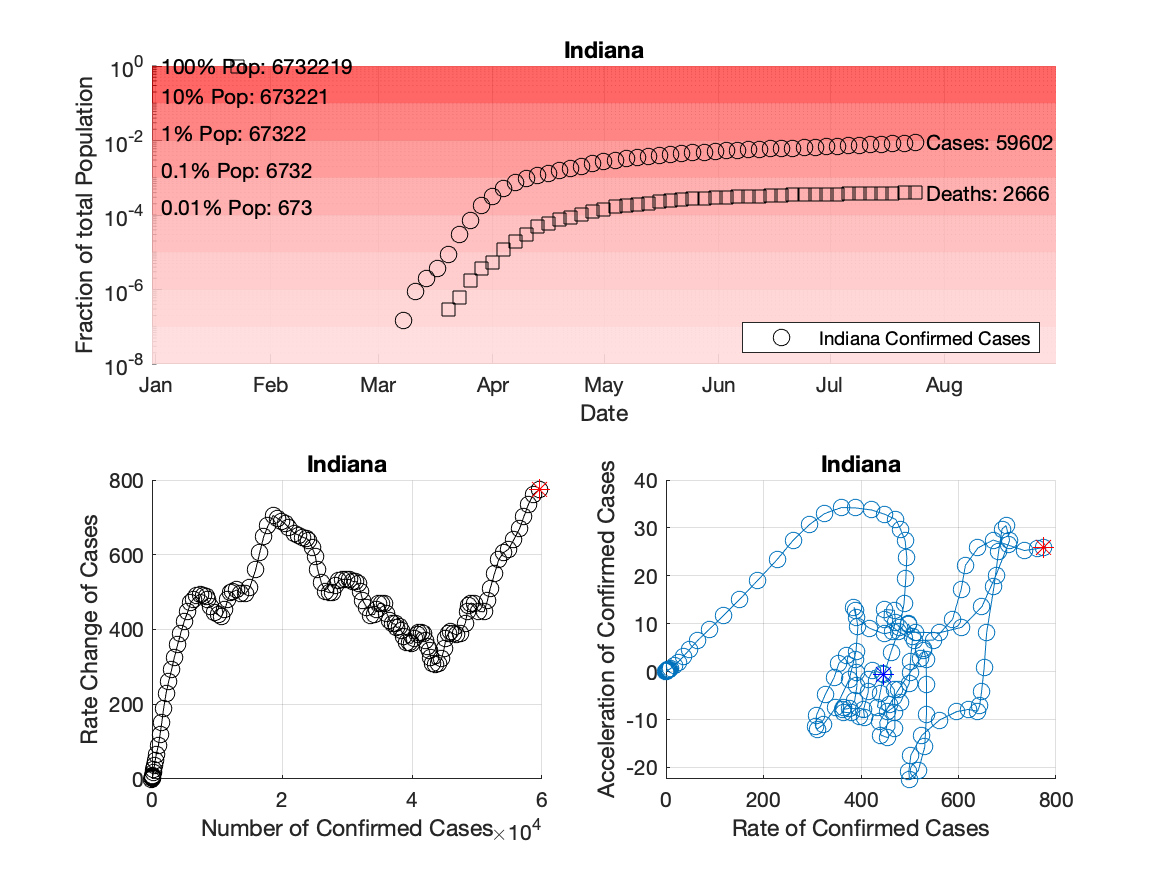 Indiana
10^0
10^-2
10^-4
10^-6
10^-8
Fraction of total Population
100% Pop: 6732219
10% Pop: 673221
1% Pop: 67322
0.1% Pop: 6732
0.01% Pop: 673
Cases: 59602
Deaths: 2666
Indiana Confirmed Cases
Jan Feb Mar Apr May Jun Jul Aug
Date
Indiana
800
600
400
200
0
Rate Change of Cases
0 2 4 6
Number of Confirmed Cases
×10^4
Indiana
40
30
20
10
0
-10
-20
Acceleration of Confirmed Cases
0 200 400 600 800
Rate of Confirmed Cases